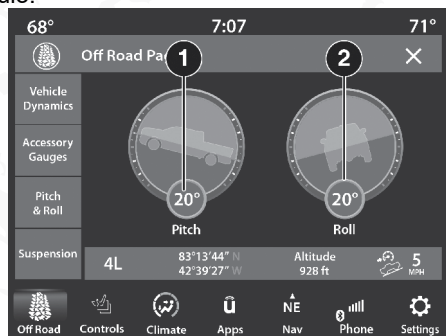 68° 7:07 71°
Off Road Pa
1 2
Vehicle
Dynamics
Accessory
Gauges
Pitch
& Roll
Suspension
20° 20°
Pitch Roll
4L
83°13'44" N
42°39'27" W
Altitude
928 ft
5
MPH
Off Road Controls Climate Apps Nav Phone Settings
NE
û